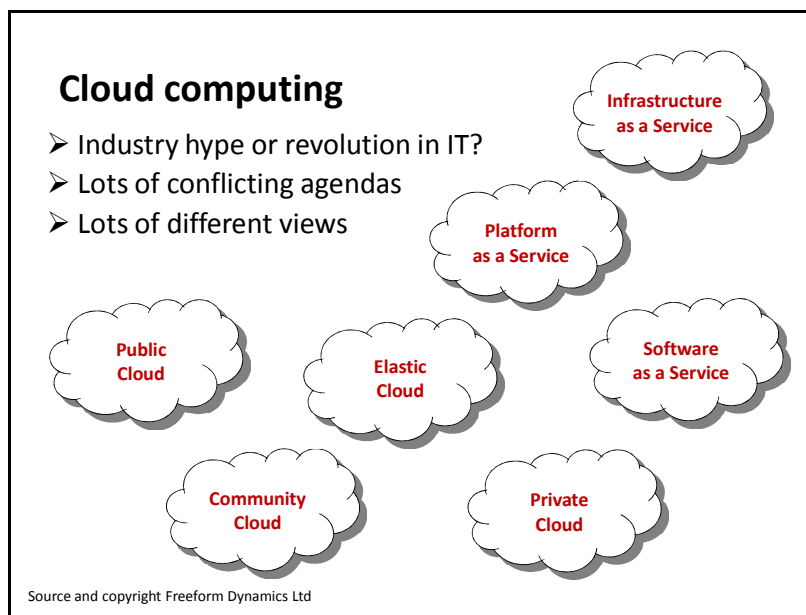 Cloud computing
➢ Industry hype or revolution in IT?
➢ Lots of conflicting agendas
➢ Lots of different views
Infrastructure
as a Service
Platform
as a Service
Public
Cloud
Elastic
Cloud
Software
as a Service
Community
Cloud
Private
Cloud
Source and copyright Freeform Dynamics Ltd